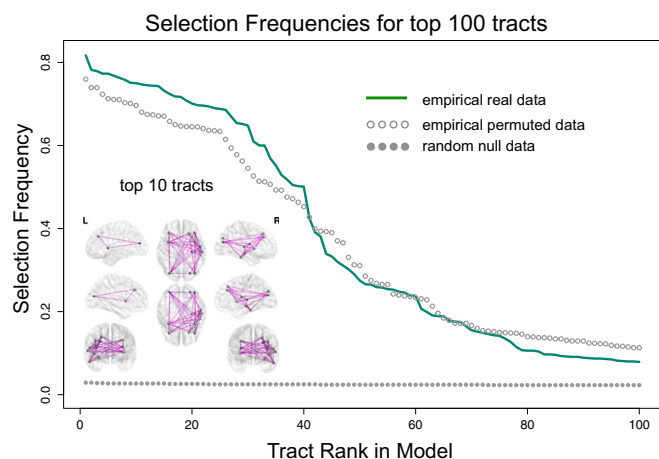 Selection Frequencies for top 100 tracts
Selection Frequency
0.8
0.6
0.4
0.2
0.0
empirical real data
empirical permuted data
random null data
top 10 tracts
L
R
0
20
40
60
80
100
Tract Rank in Model